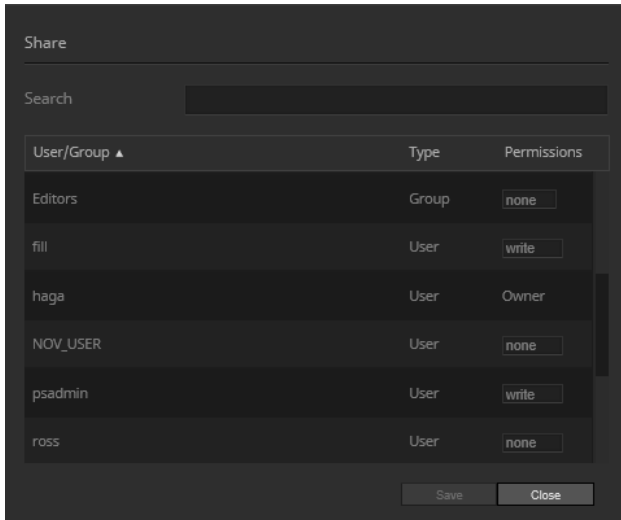 Share
Search
User/Group ▲ Type Permissions
Editors Group none
fill User write
haga User Owner
NOV_USER User none
psadmin User write
ross User none
Save Close